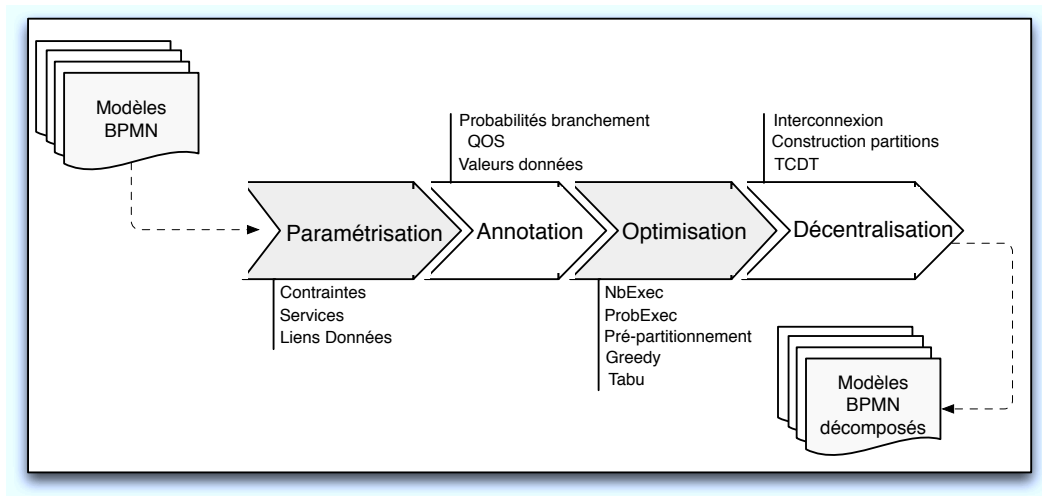 Modèles
BPMN
Probabilités branchement
QOS
Valeurs données
Interconnexion
Construction partitions
TCDT
Paramétrisation
Annotation
Optimisation
Décentralisation
Contraintes
Services
Liens Données
NbExec
ProbExec
Pré-partitionnement
Greedy
Tabu
Modèles
BPMN
décomposés